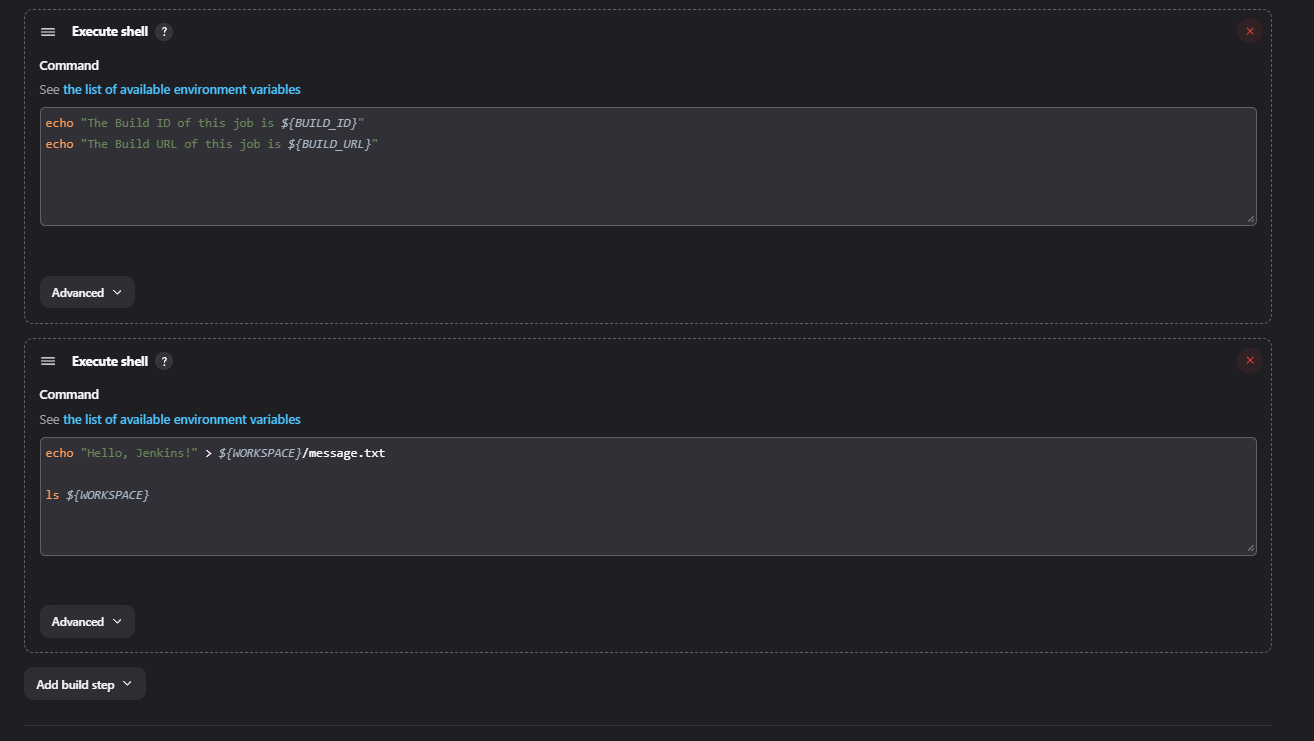 Execute shell ?
Command
See the list of available environment variables
echo "The Build ID of this job is ${BUILD_ID}"
echo "The Build URL of this job is ${BUILD_URL}"
Advanced
Execute shell ?
Command
See the list of available environment variables
echo "Hello, Jenkins!" > ${WORKSPACE}/message.txt
ls ${WORKSPACE}
Advanced
Add build step